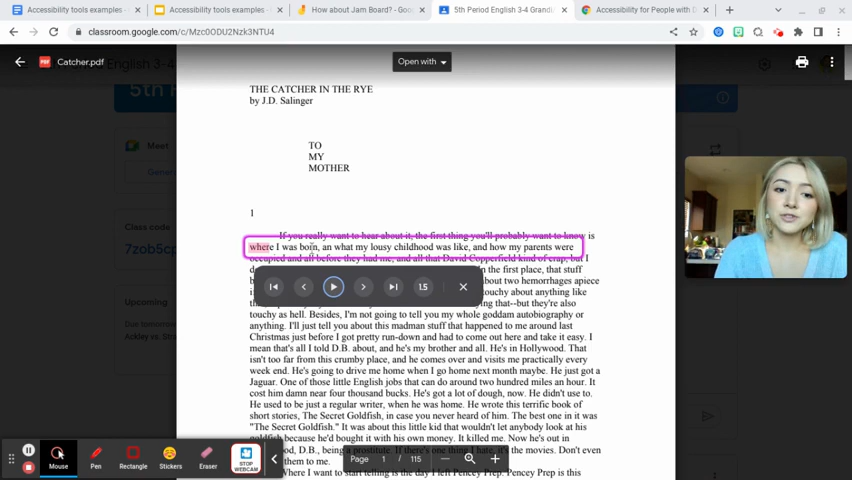 Accessibility tools examples - G
Accessibility tools examples - G
How about Jam Board? - Goo
5th Period English 3-4 Grandi
Accessibility for People with D
classroom.google.com/c/Mzc0ODU2Nzk3NTU4
Catcher.pdf
Open with
THE CATCHER IN THE RYE
by J.D. Salinger
TO
MY
MOTHER
1
If you really want to hear about it, the first thing you'll probably want to know is
where I was born, an what my lousy childhood was like, and how my parents were
occupied and all before they had me, and all that David Copperfield kind of crap, but I
in the first place, that stuff
about two hemorrhages apiece
touchy about anything like
ying that--but they're also
touchy as hell. Besides, I'm not going to tell you my whole goddam autobiography or
anything. I'll just tell you about this madman stuff that happened to me around last
Christmas just before I got pretty run-down and had to come out here and take it easy. I
mean that's all I told D.B. about, and he's my brother and all. He's in Hollywood. That
isn't too far from this crumby place, and he comes over and visits me practically every
week end. He's going to drive me home when I go home next month maybe. He just got a
Jaguar. One of those little English jobs that can do around two hundred miles an hour. It
cost him damn near four thousand bucks. He's got a lot of dough, now. He didn't use to.
He used to be just a regular writer, when he was home. He wrote this terrific book of
short stories, The Secret Goldfish, in case you never heard of him. The best one in it was
"The Secret Goldfish." It was about this little kid that wouldn't let anybody look at his
goldfish because he'd bought it with his own money. It killed me. Now he's out in
ood, D.B., being a prostitute. If there's one thing I hate, it's the movies. Don't even
them to me.
Where I want to start telling is the day I left Pencey Prep. Pencey Prep is this
1.5
Meet
Class code
7zob5c
Upcoming
Ackley vs. Strad
Mouse
Pen
Rectangle
Stickers
Eraser
STOP
WEBCAM
Page 1 / 115